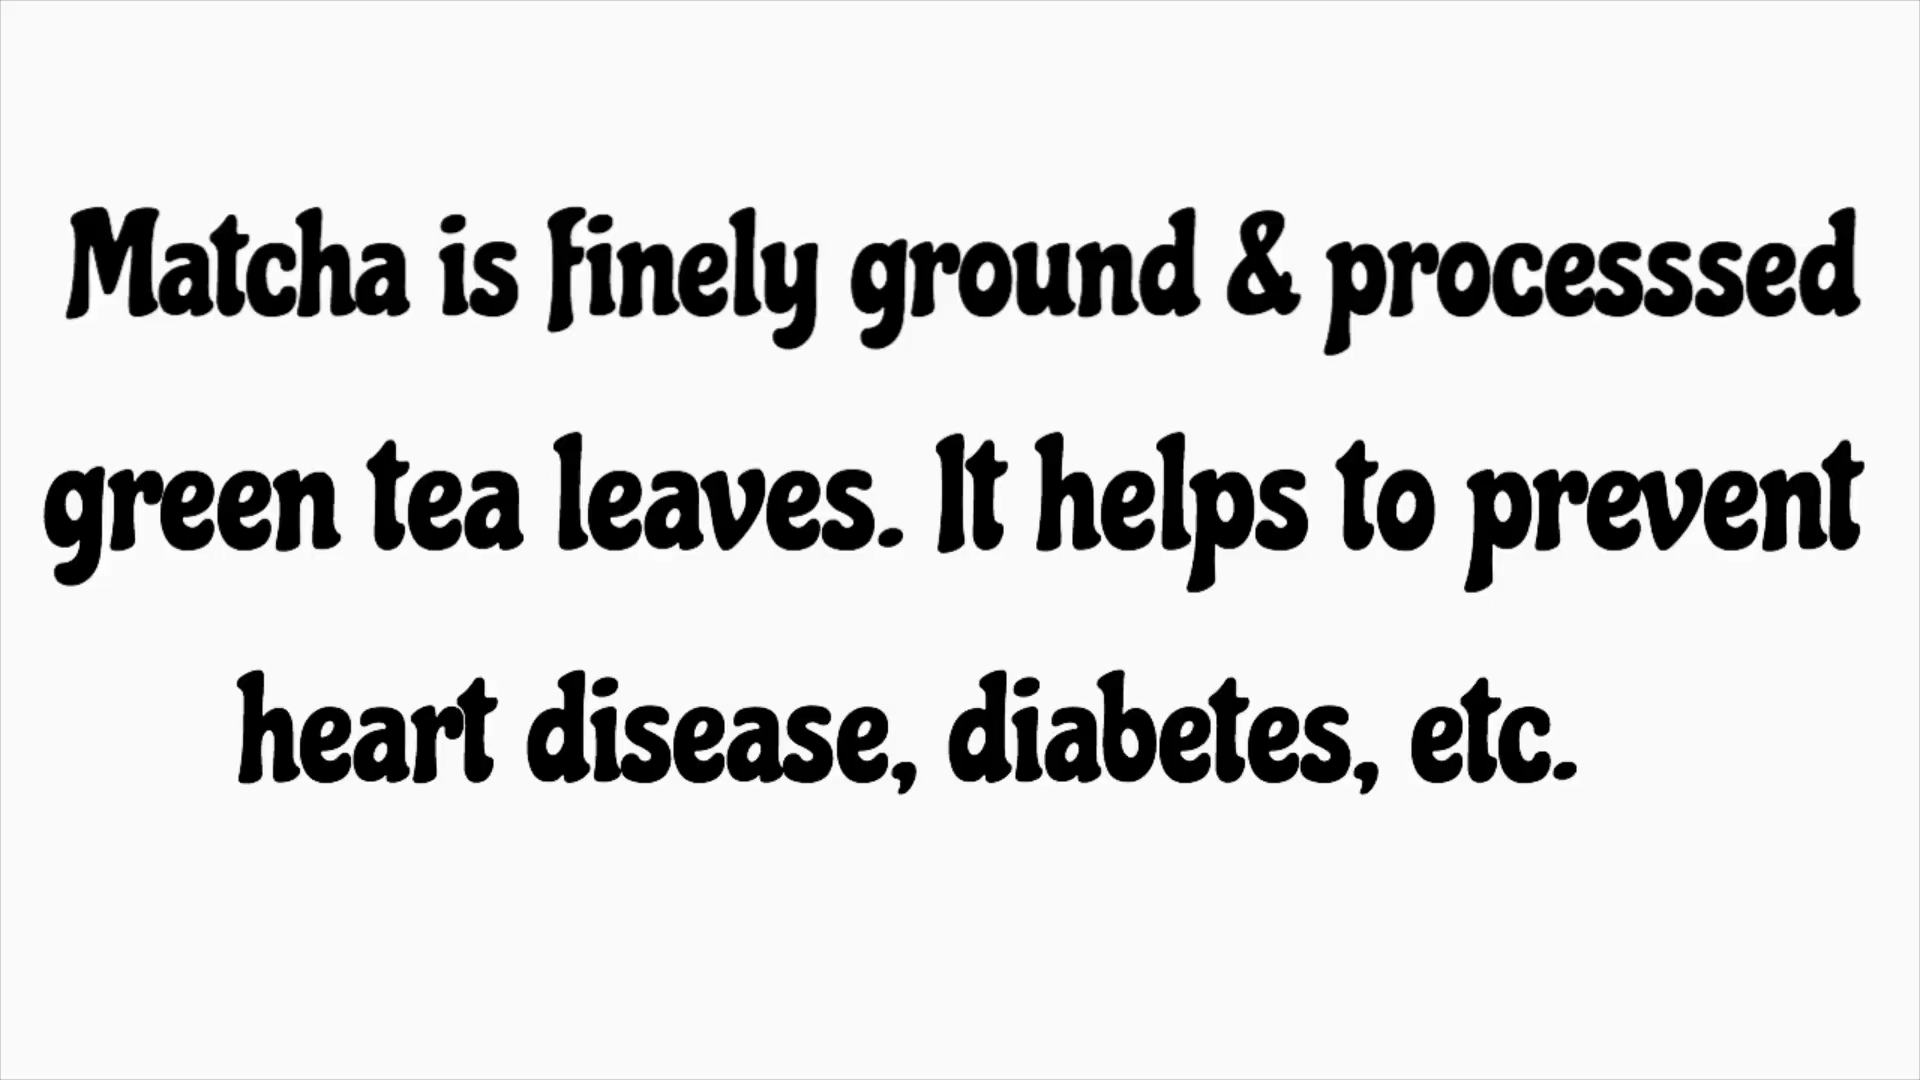 Matcha is finely ground & processsed
green tea leaves. It helps to prevent
heart disease, diabetes, etc.